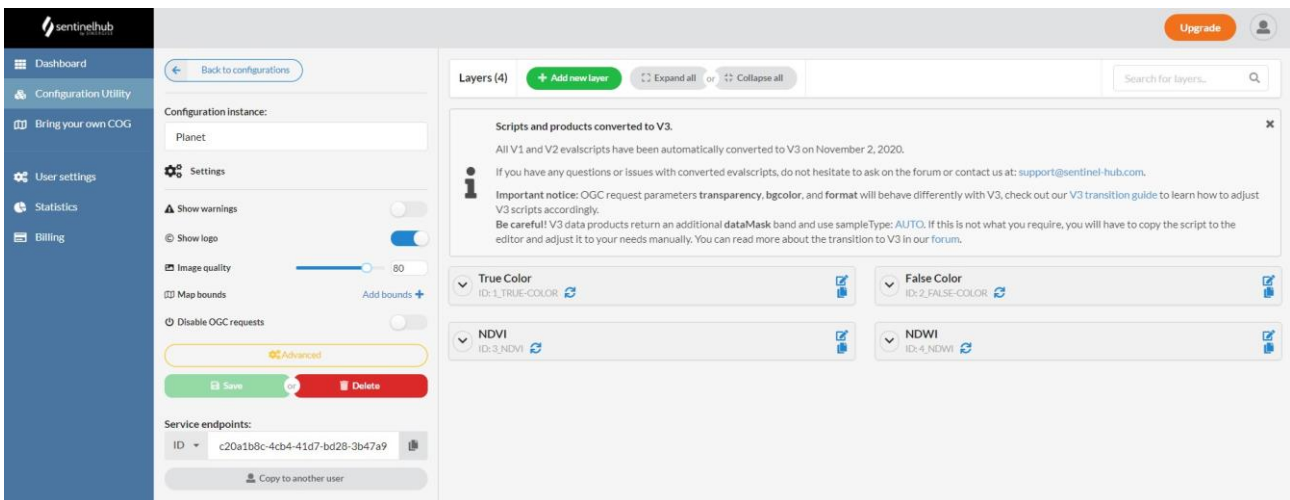 sentinelhub
Upgrade
Dashboard
Configuration Utility
Bring your own COG
User settings
Statistics
Billing
Back to configurations
Configuration instance:
Planet
Settings
Show warnings
Show logo
Image quality
80
Map bounds
Add bounds
Disable OGC requests
Advanced
Save
or
Delete
Service endpoints:
ID
c20a1b8c-4cb4-41d7-bd28-3b47a9
Copy to another user
Layers (4)
+ Add new layer
Expand all
or
Collapse all
Search for layers..
Scripts and products converted to V3.
All V1 and V2 evalscripts have been automatically converted to V3 on November 2, 2020.
If you have any questions or issues with converted evalscripts, do not hesitate to ask on the forum or contact us at: support@sentinel-hub.com.
Important notice: OGC request parameters transparency, bgcolor, and format will behave differently with V3, check out our V3 transition guide to learn how to adjust
V3 scripts accordingly.
Be careful! V3 data products return an additional dataMask band and use sampleType: AUTO. If this is not what you require, you will have to copy the script to the
editor and adjust it to your needs manually. You can read more about the transition to V3 in our forum.
True Color
ID: 1_TRUE-COLOR
False Color
ID: 2_FALSE-COLOR
NDVI
ID: 3_NDVI
NDWI
ID: 4_NDWI